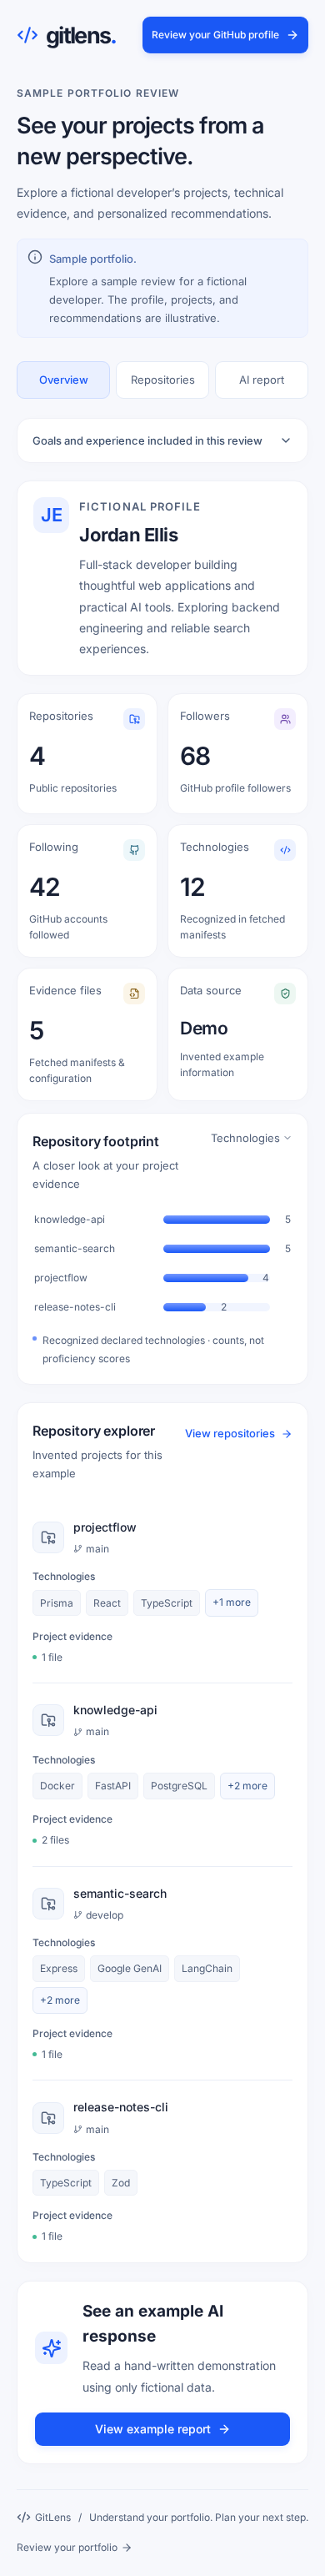 gitlens.
Review your GitHub profile
SAMPLE PORTFOLIO REVIEW
See your projects from a
new perspective.
Explore a fictional developer's projects, technical
evidence, and personalized recommendations.
Sample portfolio.
Explore a sample review for a fictional
developer. The profile, projects, and
recommendations are illustrative.
Overview
Repositories
AI report
Goals and experience included in this review
JE
FICTIONAL PROFILE
Jordan Ellis
Full-stack developer building
thoughtful web applications and
practical AI tools. Exploring backend
engineering and reliable search
experiences.
Repositories
4
Public repositories
Followers
68
GitHub profile followers
Following
42
GitHub accounts
followed
Technologies
12
Recognized in fetched
manifests
Evidence files
5
Fetched manifests &
configuration
Data source
Demo
Invented example
information
Repository footprint
Technologies
A closer look at your project
evidence
knowledge-api 5
semantic-search 5
projectflow 4
release-notes-cli 2
Recognized declared technologies · counts, not
proficiency scores
Repository explorer
View repositories
Invented projects for this
example
projectflow
main
Technologies
Prisma React TypeScript +1 more
Project evidence
1 file
knowledge-api
main
Technologies
Docker FastAPI PostgreSQL +2 more
Project evidence
2 files
semantic-search
develop
Technologies
Express Google GenAI LangChain
+2 more
Project evidence
1 file
release-notes-cli
main
Technologies
TypeScript Zod
Project evidence
1 file
See an example AI
response
Read a hand-written demonstration
using only fictional data.
View example report
GitLens / Understand your portfolio. Plan your next step.
Review your portfolio